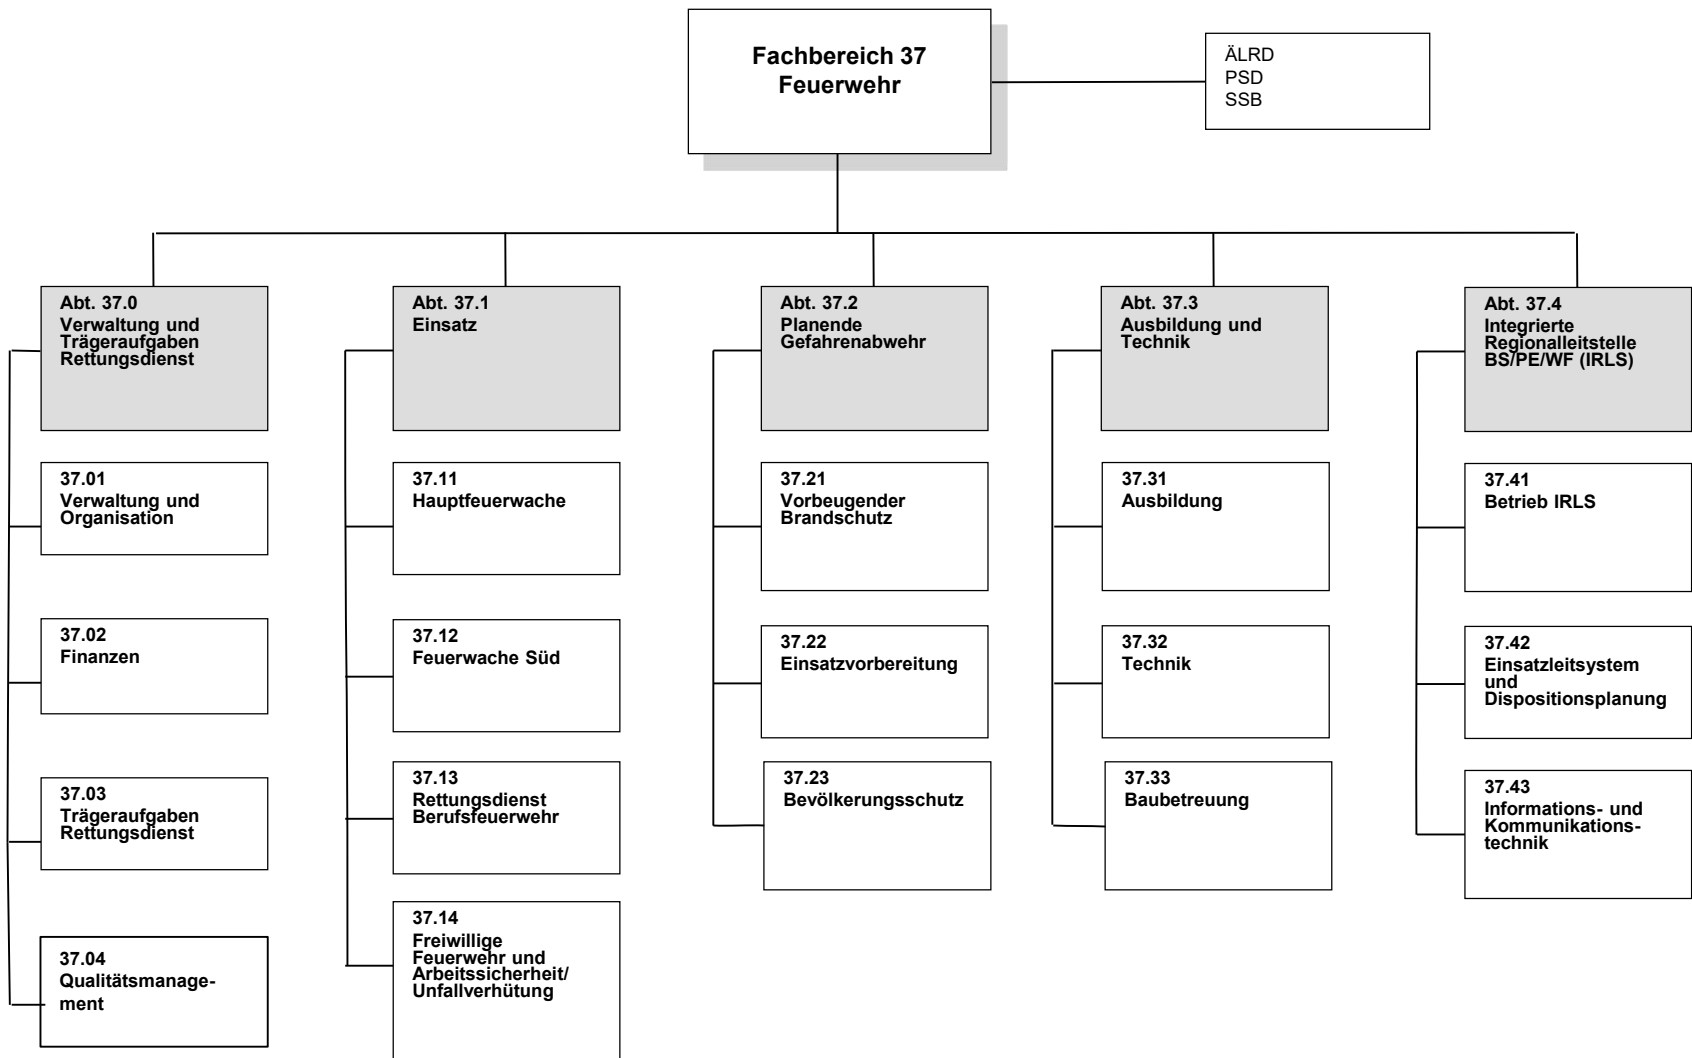 Fachbereich 37
Feuerwehr
ÄLRD
PSD
SSB
Abt. 37.0
Verwaltung und
Trägeraufgaben
Rettungsdienst
37.01
Verwaltung und
Organisation
37.02
Finanzen
37.03
Trägeraufgaben
Rettungsdienst
37.04
Qualitätsmanage-
ment
Abt. 37.1
Einsatz
37.11
Hauptfeuerwache
37.12
Feuerwache Süd
37.13
Rettungsdienst
Berufsfeuerwehr
37.14
Freiwillige
Feuerwehr und
Arbeitssicherheit/
Unfallverhütung
Abt. 37.2
Planende
Gefahrenabwehr
37.21
Vorbeugender
Brandschutz
37.22
Einsatzvorbereitung
37.23
Bevölkerungsschutz
Abt. 37.3
Ausbildung und
Technik
37.31
Ausbildung
37.32
Technik
37.33
Baubetreuung
Abt. 37.4
Integrierte
Regionalleitstelle
BS/PE/WF (IRLS)
37.41
Betrieb IRLS
37.42
Einsatzleitsystem
und
Dispositionsplanung
37.43
Informations- und
Kommunikations-
technik